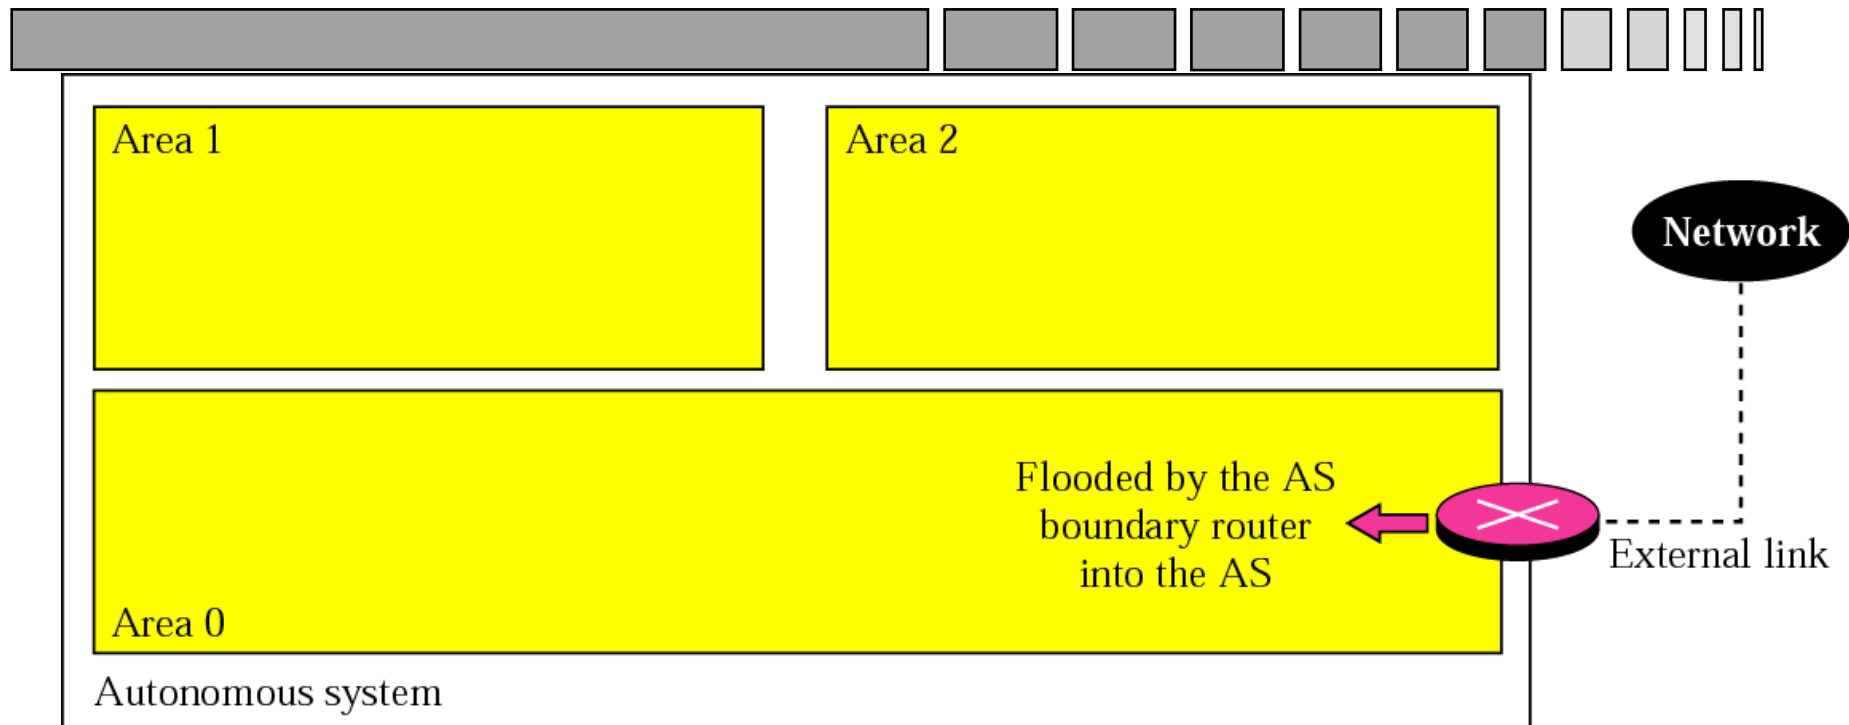 Area 1
Area 2
Network
Flooded by the AS
boundary router
into the AS
External link
Area 0
Autonomous system